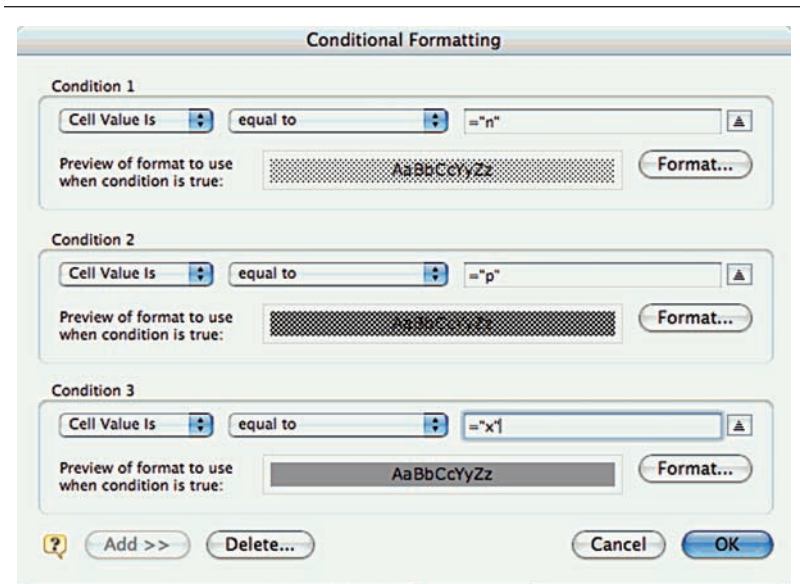 Conditional Formatting
Condition 1
Cell Value Is equal to ="n"
Preview of format to use
when condition is true:
AaBbCcYyZz
Format...
Condition 2
Cell Value Is equal to ="p"
Preview of format to use
when condition is true:
AaBbCcYyZz
Format...
Condition 3
Cell Value Is equal to ="x"
Preview of format to use
when condition is true:
AaBbCcYyZz
Format...
? Add >> Delete... Cancel OK